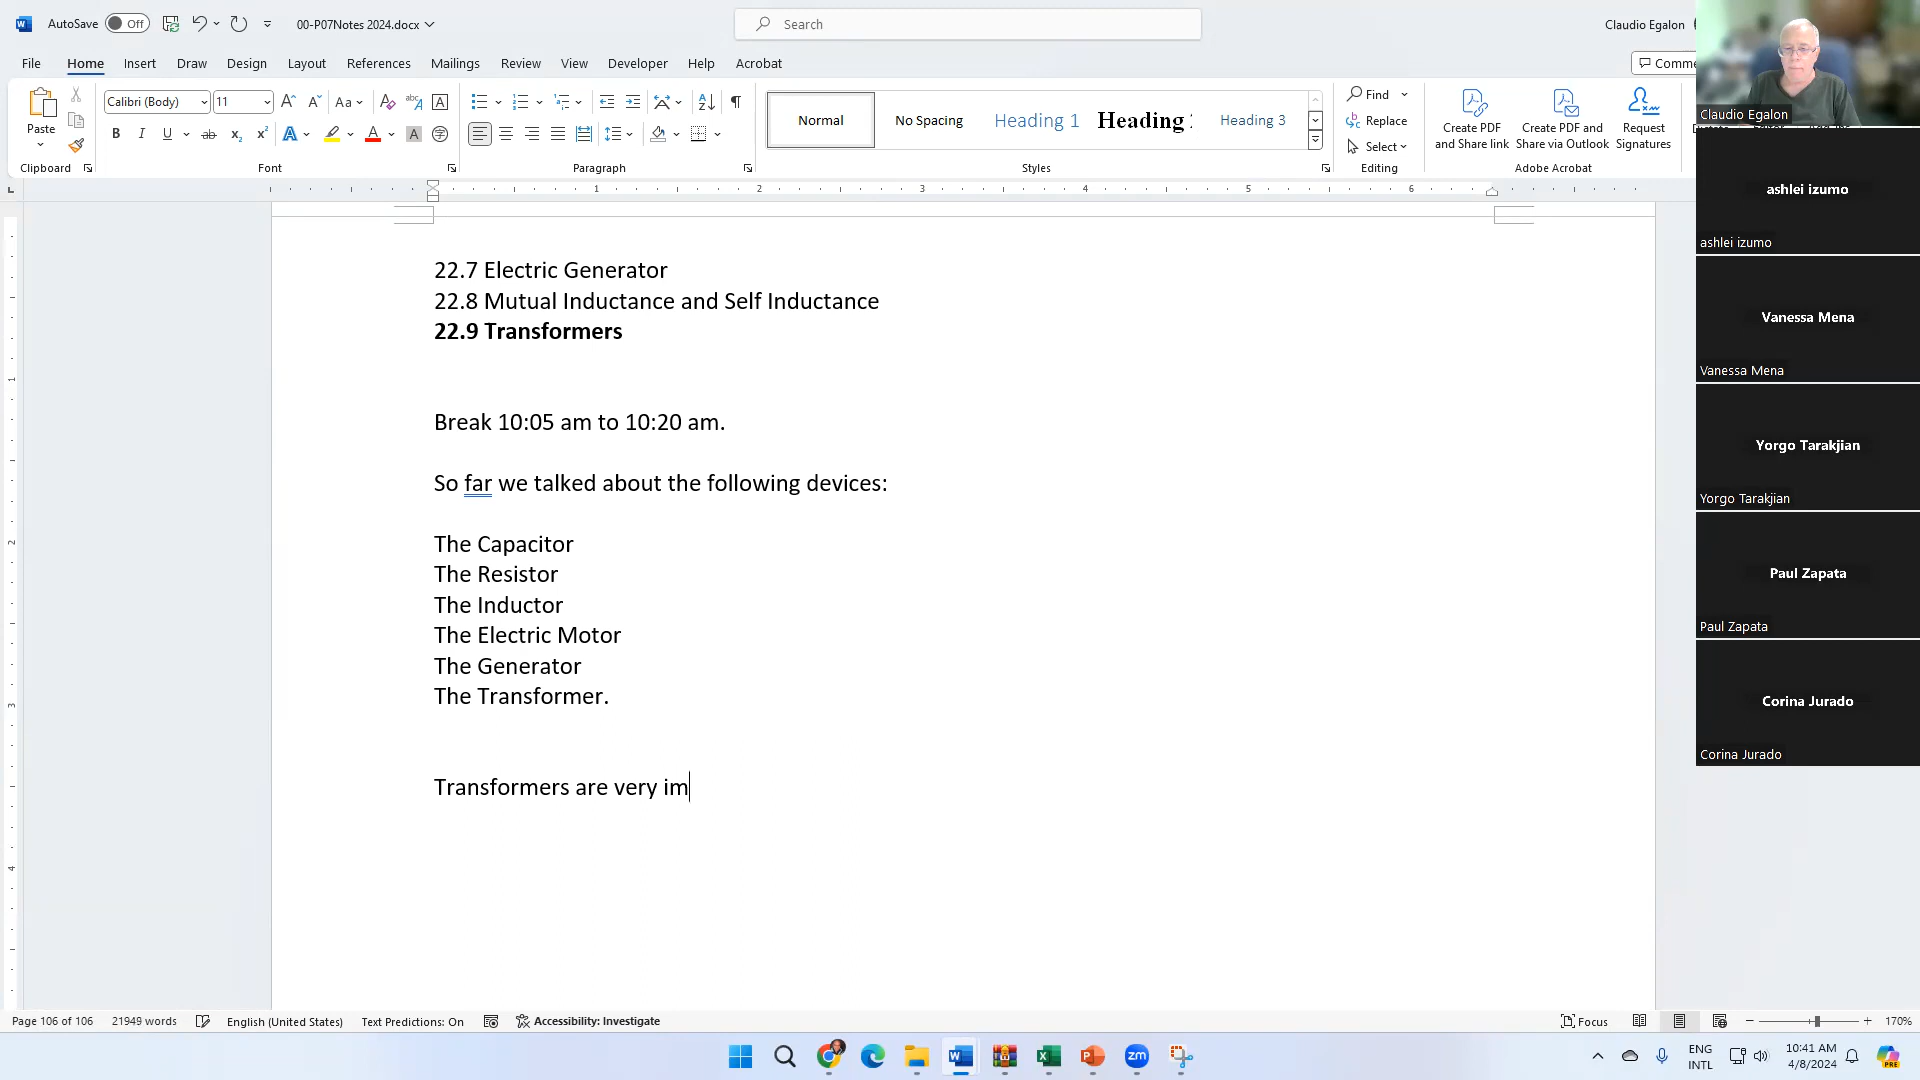 AutoSave Off 00-P07Notes 2024.docx Search Claudio Egalon
File Home Insert Draw Design Layout References Mailings Review View Developer Help Acrobat
Calibri (Body) 11
Paste
Clipboard Font Paragraph Styles Editing Adobe Acrobat
Normal No Spacing Heading 1 Heading Heading 3
Find
Replace
Select
Create PDF and Share link
Create PDF and Share via Outlook
Request Signatures
1 2 3 4 5 6
22.7 Electric Generator
22.8 Mutual Inductance and Self Inductance
22.9 Transformers
Break 10:05 am to 10:20 am.
So far we talked about the following devices:
The Capacitor
The Resistor
The Inductor
The Electric Motor
The Generator
The Transformer.
Transformers are very im
Claudio Egalon
ashlei izumo
ashlei izumo
Vanessa Mena
Vanessa Mena
Yorgo Tarakjian
Yorgo Tarakjian
Paul Zapata
Paul Zapata
Corina Jurado
Corina Jurado
Page 106 of 106 21949 words English (United States) Text Predictions: On Accessibility: Investigate Focus 170%
ENG
INTL
10:41 AM
4/8/2024